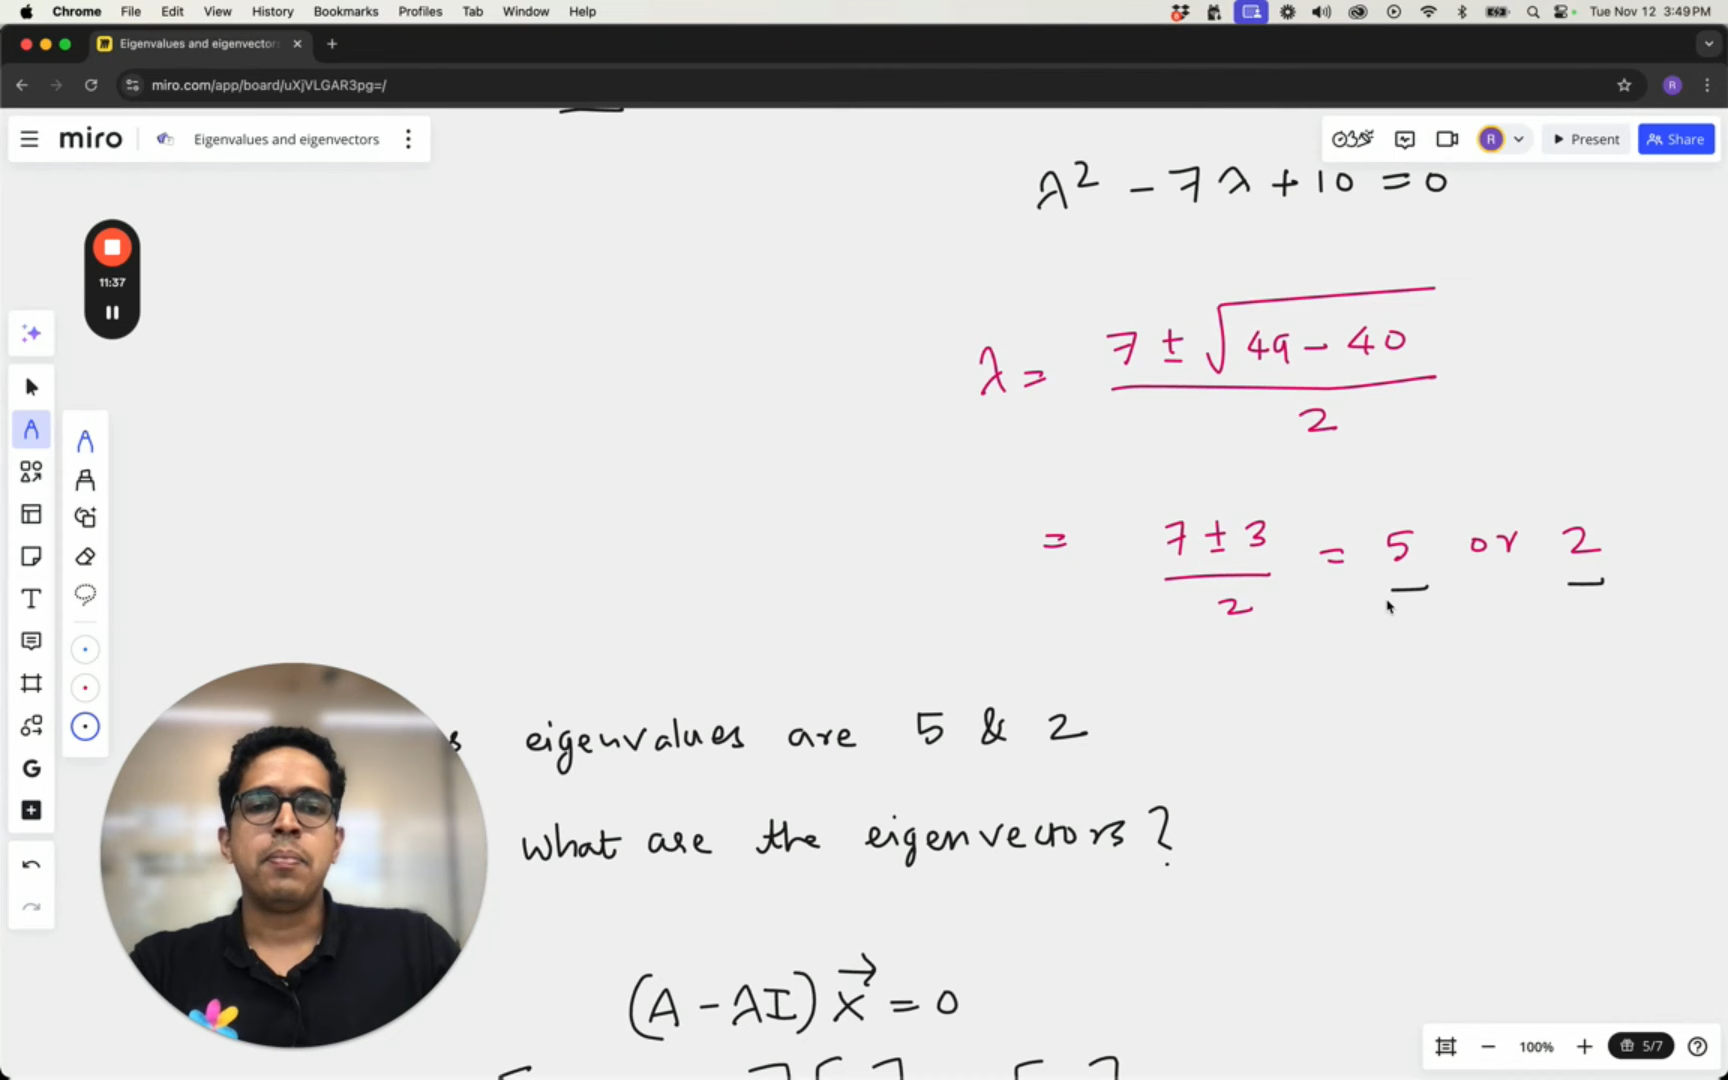 Chrome File Edit View History Bookmarks Profiles Tab Window Help Tue Nov 12 3:49 PM
Eigenvalues and eigenvector
miro.com/app/board/uXjVLGAR3pg=/ R
miro Eigenvalues and eigenvectors R Present Share
λ² - 7λ + 10 = 0
11:37
λ = 7 ± √49 - 40
2
= 7 ± 3 = 5 or 2
2
s eigenvalues are 5 & 2
What are the eigenvectors?
(A - λI) x⃗ = 0
T
G
100% 5/7